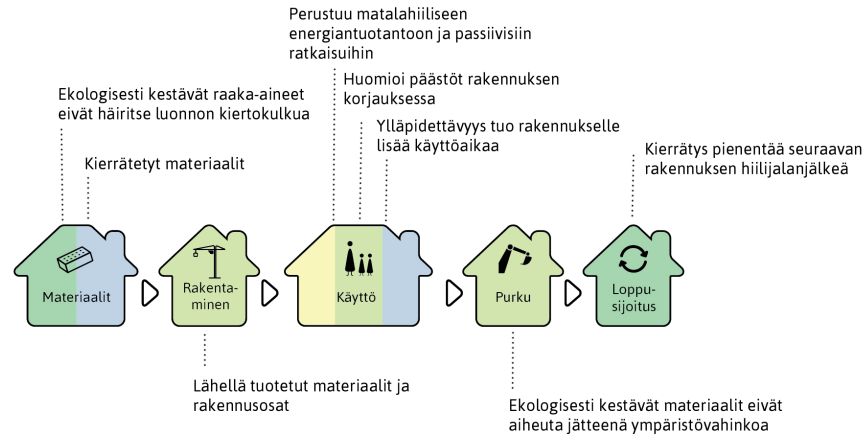 Perustuu matalahiiliseen
energiantuotantoon ja passiivisiin
ratkaisuihin
Huomioi päästöt rakennuksen
korjauksessa
Ekologisesti kestävät raaka-aineet
eivät häiritse luonnon kiertokulkua
Ylläpidettävyys tuo rakennukselle
lisää käyttöaikaa
Kierrätetyt materiaalit
Kierrätys pienentää seuraavan
rakennuksen hiilijalanjälkeä
Materiaalit
Rakenta-
minen
Käyttö
Purku
Loppu-
sijoitus
Lähellä tuotetut materiaalit ja
rakennusosat
Ekologisesti kestävät materiaalit eivät
aiheuta jätteenä ympäristövahinkoa